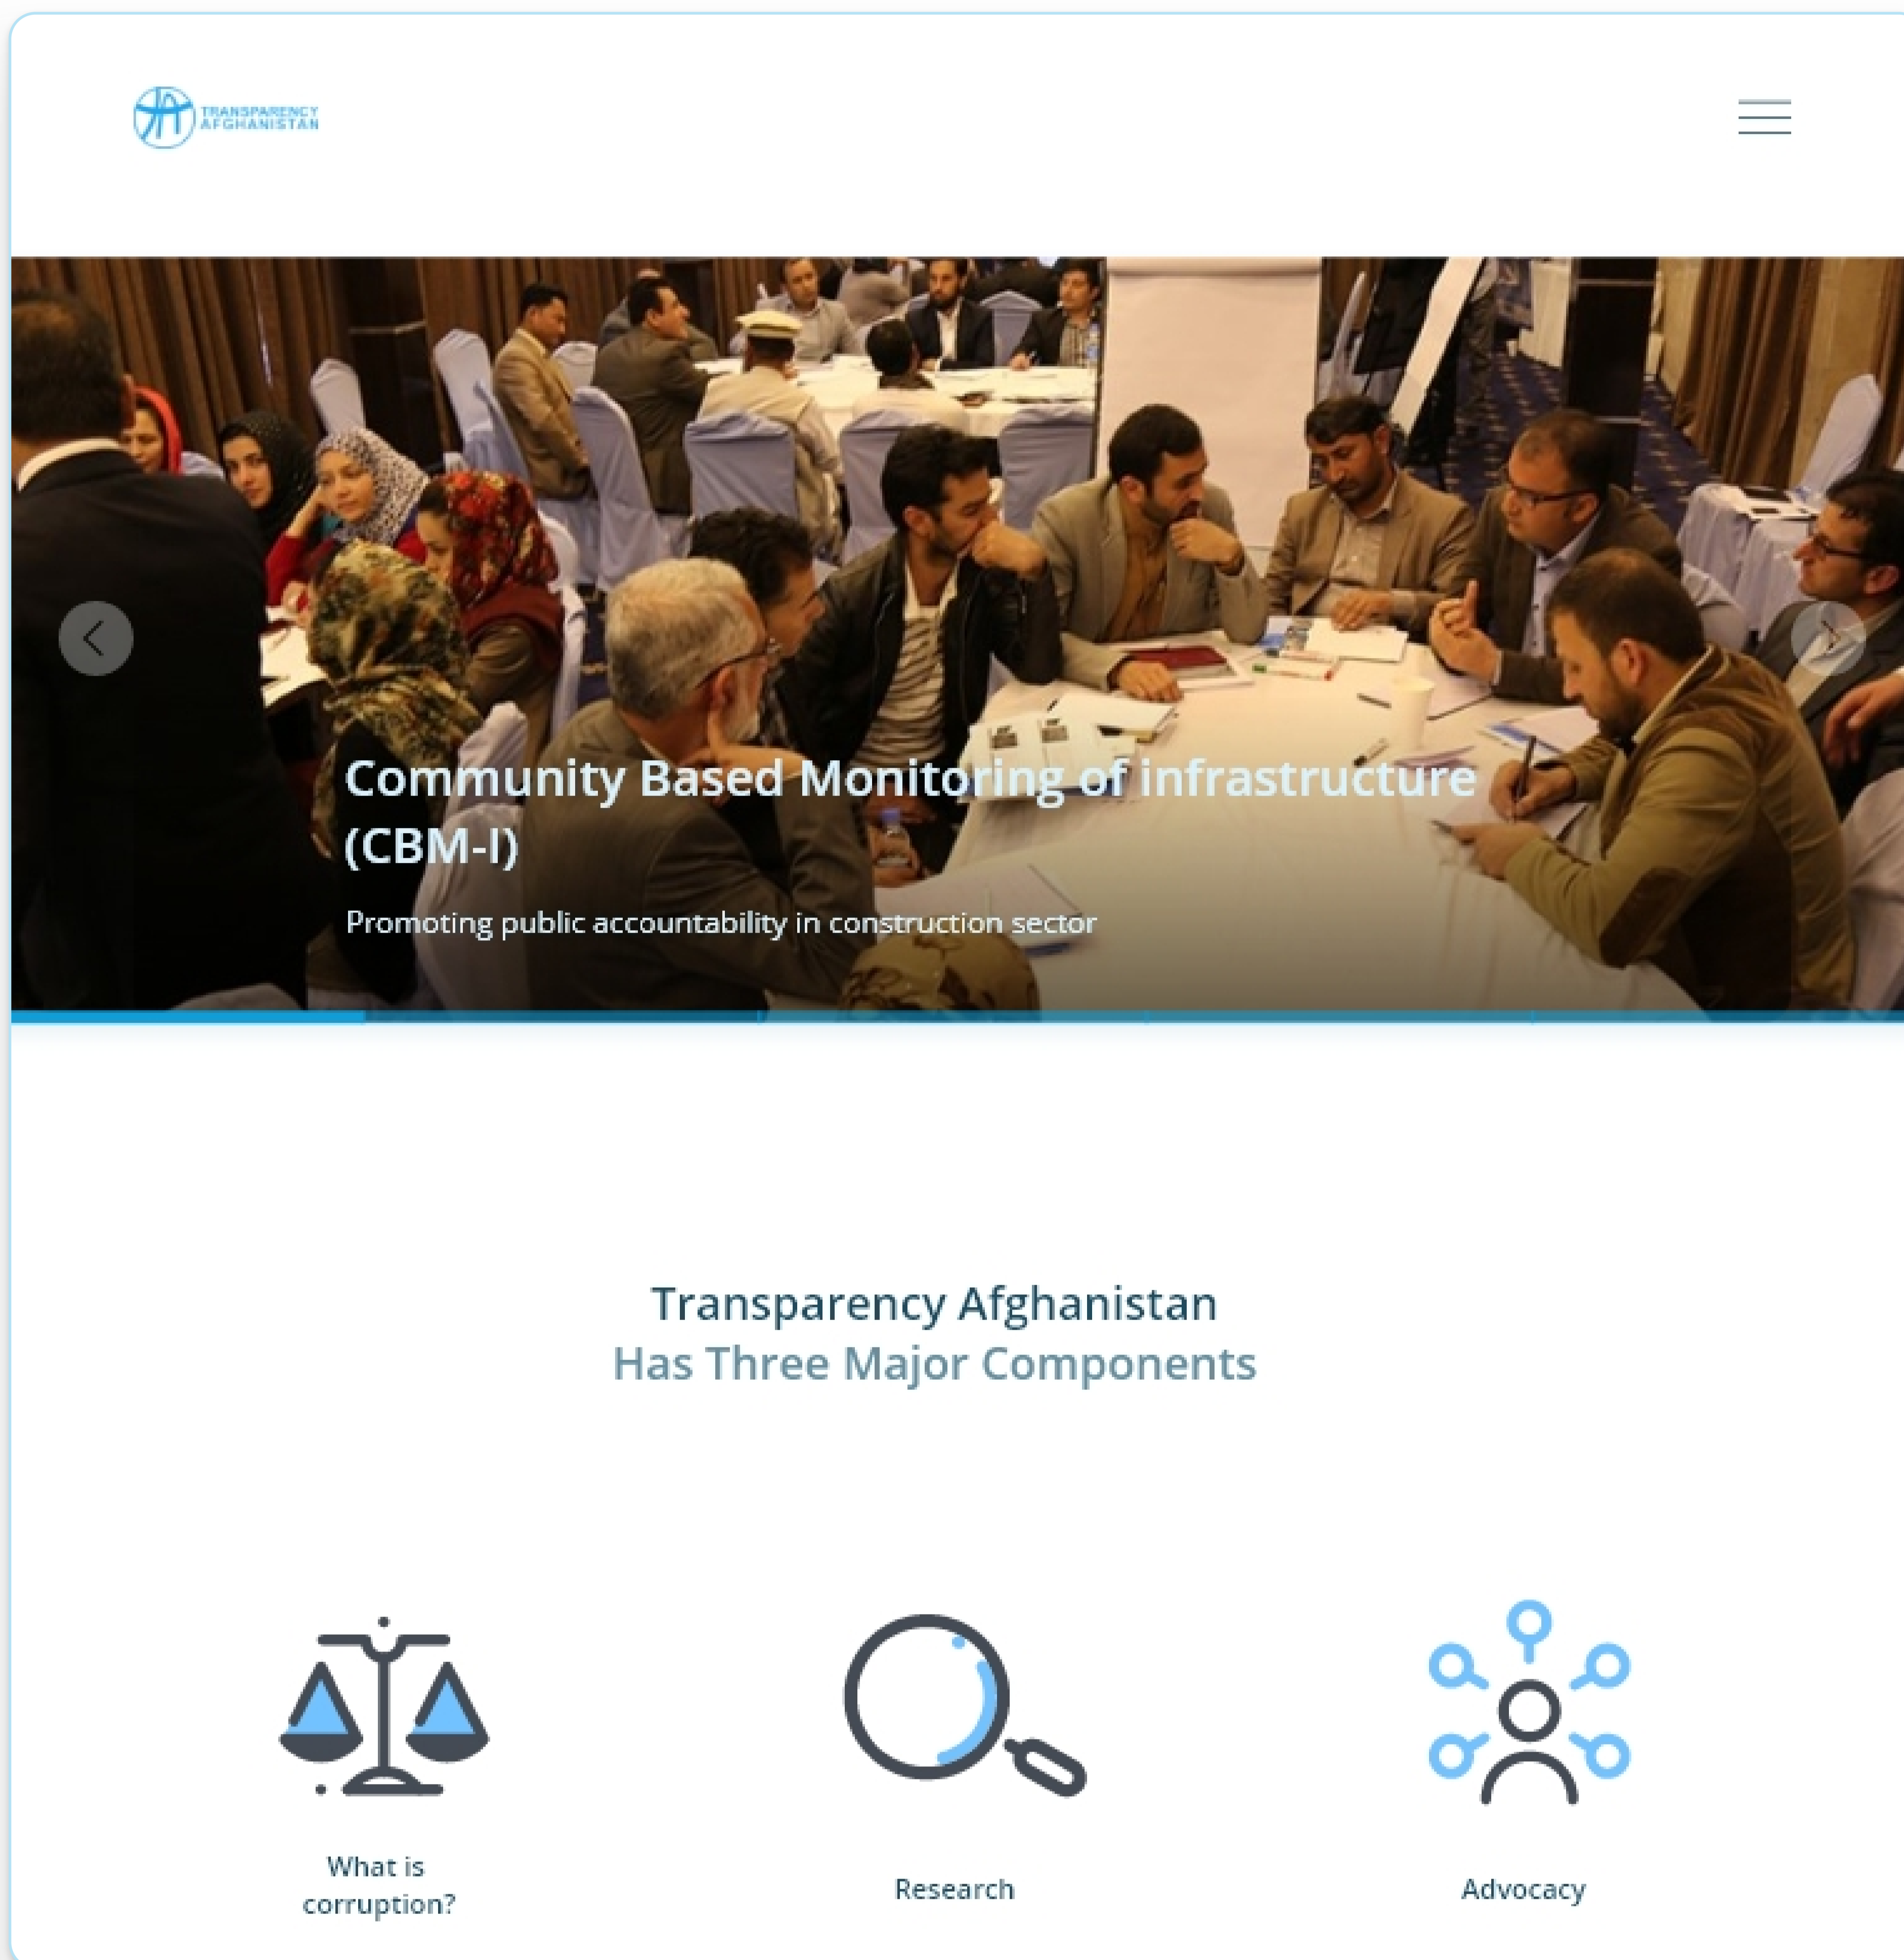 TRANSPARENCY
AFGHANISTAN
Community Based Monitoring of infrastructure
(CBM-I)
Promoting public accountability in construction sector
Transparency Afghanistan
Has Three Major Components
What is
corruption?
Research
Advocacy